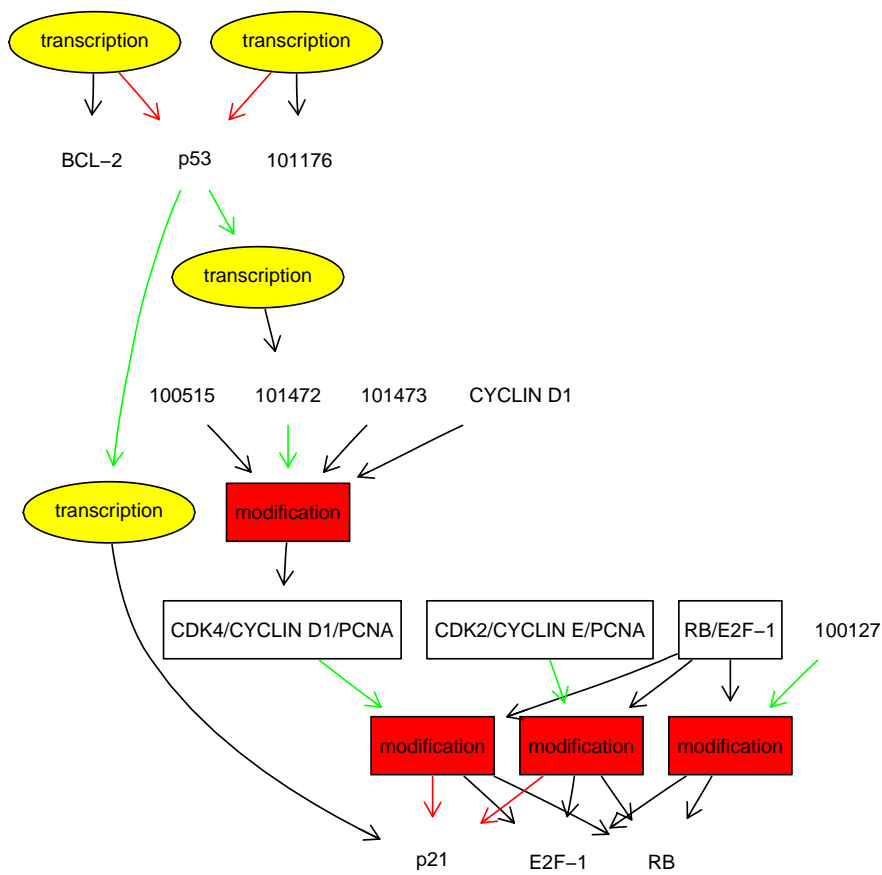 transcription
transcription
BCL−2
p53
101176
transcription
100515
101472
101473
CYCLIN D1
transcription
modification
CDK4/CYCLIN D1/PCNA
CDK2/CYCLIN E/PCNA
RB/E2F−1
100127
modification
modification
modification
p21
E2F−1
RB